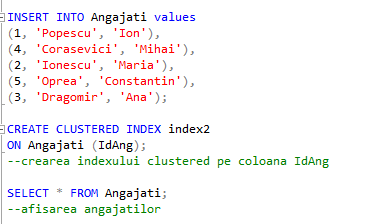 INSERT INTO Angajati values
(1, 'Popescu', 'Ion'),
(4, 'Corasevici', 'Mihai'),
(2, 'Ionescu', 'Maria'),
(5, 'Oprea', 'Constantin'),
(3, 'Dragomir', 'Ana');
CREATE CLUSTERED INDEX index2
ON Angajati (IdAng);
--crearea indexului clustered pe coloana IdAng
SELECT * FROM Angajati;
--afisarea angajatilor